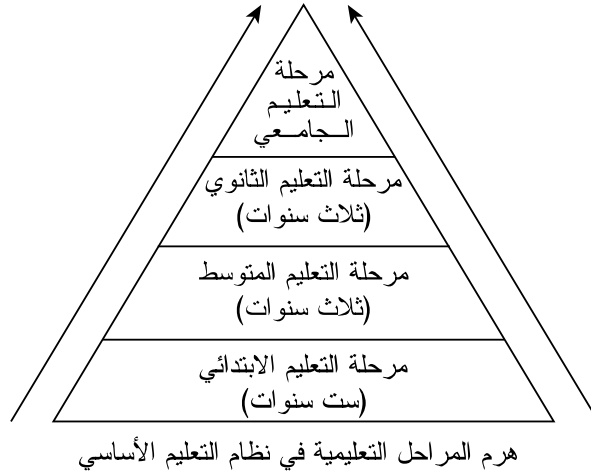 مرحلة
التعليم
الجامعي
مرحلة التعليم الثانوي
(ثلاث سنوات)
مرحلة التعليم المتوسط
(ثلاث سنوات)
مرحلة التعليم الابتدائي
(ست سنوات)
هرم المراحل التعليمية في نظام التعليم الأساسي